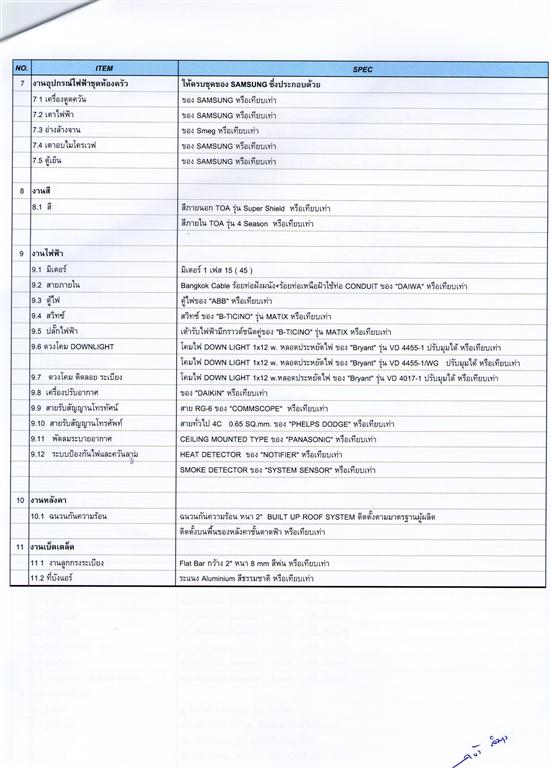 NO. ITEM SPEC
7 งานอุปกรณ์ไฟฟ้าชุดห้องครัว ให้ครบชุดของ SAMSUNG ซึ่งประกอบด้วย
7.1 เครื่องดูดควัน ของ SAMSUNG หรือเทียบเท่า
7.2 เตาไฟฟ้า ของ SAMSUNG หรือเทียบเท่า
7.3 อ่างล้างจาน ของ Smeg หรือเทียบเท่า
7.4 เตาอบไมโครเวฟ ของ SAMSUNG หรือเทียบเท่า
7.5 ตู้เย็น ของ SAMSUNG หรือเทียบเท่า
8 งานสี
8.1 สี สีภายนอก TOA รุ่น Super Shield หรือเทียบเท่า
สีภายใน TOA รุ่น 4 Season หรือเทียบเท่า
9 งานไฟฟ้า
9.1 มิเตอร์ มิเตอร์ 1 เฟส 15 ( 45 )
9.2 สายภายใน Bangkok Cable ร้อยท่อฝังผนัง+ร้อยท่อเหนือฝ้าใช้ท่อ CONDUIT ของ "DAIWA" หรือเทียบเท่า
9.3 ตู้ไฟ ตู้ไฟของ "ABB" หรือเทียบเท่า
9.4 สวิทซ์ สวิทซ์ ของ "B-TICINO" รุ่น MATIX หรือเทียบเท่า
9.5 ปลั๊กไฟฟ้า เต้ารับไฟฟ้ามีกราวด์ชนิดคู่ของ "B-TICINO" รุ่น MATIX หรือเทียบเท่า
9.6 ดวงโคม DOWNLIGHT โคมไฟ DOWN LIGHT 1x12 w. หลอดประหยัดไฟ ของ "Bryant" รุ่น VD 4455-1 ปรับมุมได้ หรือเทียบเท่า
โคมไฟ DOWN LIGHT 1x12 w. หลอดประหยัดไฟ ของ "Bryant" รุ่น VD 4455-1/WG ปรับมุมได้ หรือเทียบเท่า
9.7 ดวงโคม ติดลอย ระเบียง โคมไฟ DOWN LIGHT 1x12 w.หลอดประหยัดไฟ ของ "Bryant" รุ่น VD 4017-1 ปรับมุมได้ หรือเทียบเท่า
9.8 เครื่องปรับอากาศ ของ "DAIKIN" หรือเทียบเท่า
9.9 สายรับสัญญาณโทรทัศน์ สาย RG-6 ของ "COMMSCOPE" หรือเทียบเท่า
9.10 สายรับสัญญาณโทรศัพท์ สายทั่วไป 4C 0.65 SQ.mm. ของ "PHELPS DODGE" หรือเทียบเท่า
9.11 พัดลมระบายอากาศ CEILING MOUNTED TYPE ของ "PANASONIC" หรือเทียบเท่า
9.12 ระบบป้องกันไฟและควันลาม HEAT DETECTOR ของ "NOTIFIER" หรือเทียบเท่า
SMOKE DETECTOR ของ "SYSTEM SENSOR" หรือเทียบเท่า
10 งานหลังคา
10.1 ฉนวนกันความร้อน ฉนวนกันความร้อน หนา 2" BUILT UP ROOF SYSTEM ติดตั้งตามมาตรฐานผู้ผลิต
ติดตั้งบนพื้นของหลังคาชั้นดาดฟ้า หรือเทียบเท่า
11 งานเบ็ดเตล็ด
11.1 งานลูกกรงระเบียง Flat Bar กว้าง 2" หนา 8 mm สีพ่น หรือเทียบเท่า
11.2 ที่บังแอร์ ระแนง Aluminium สีธรรมชาติ หรือเทียบเท่า